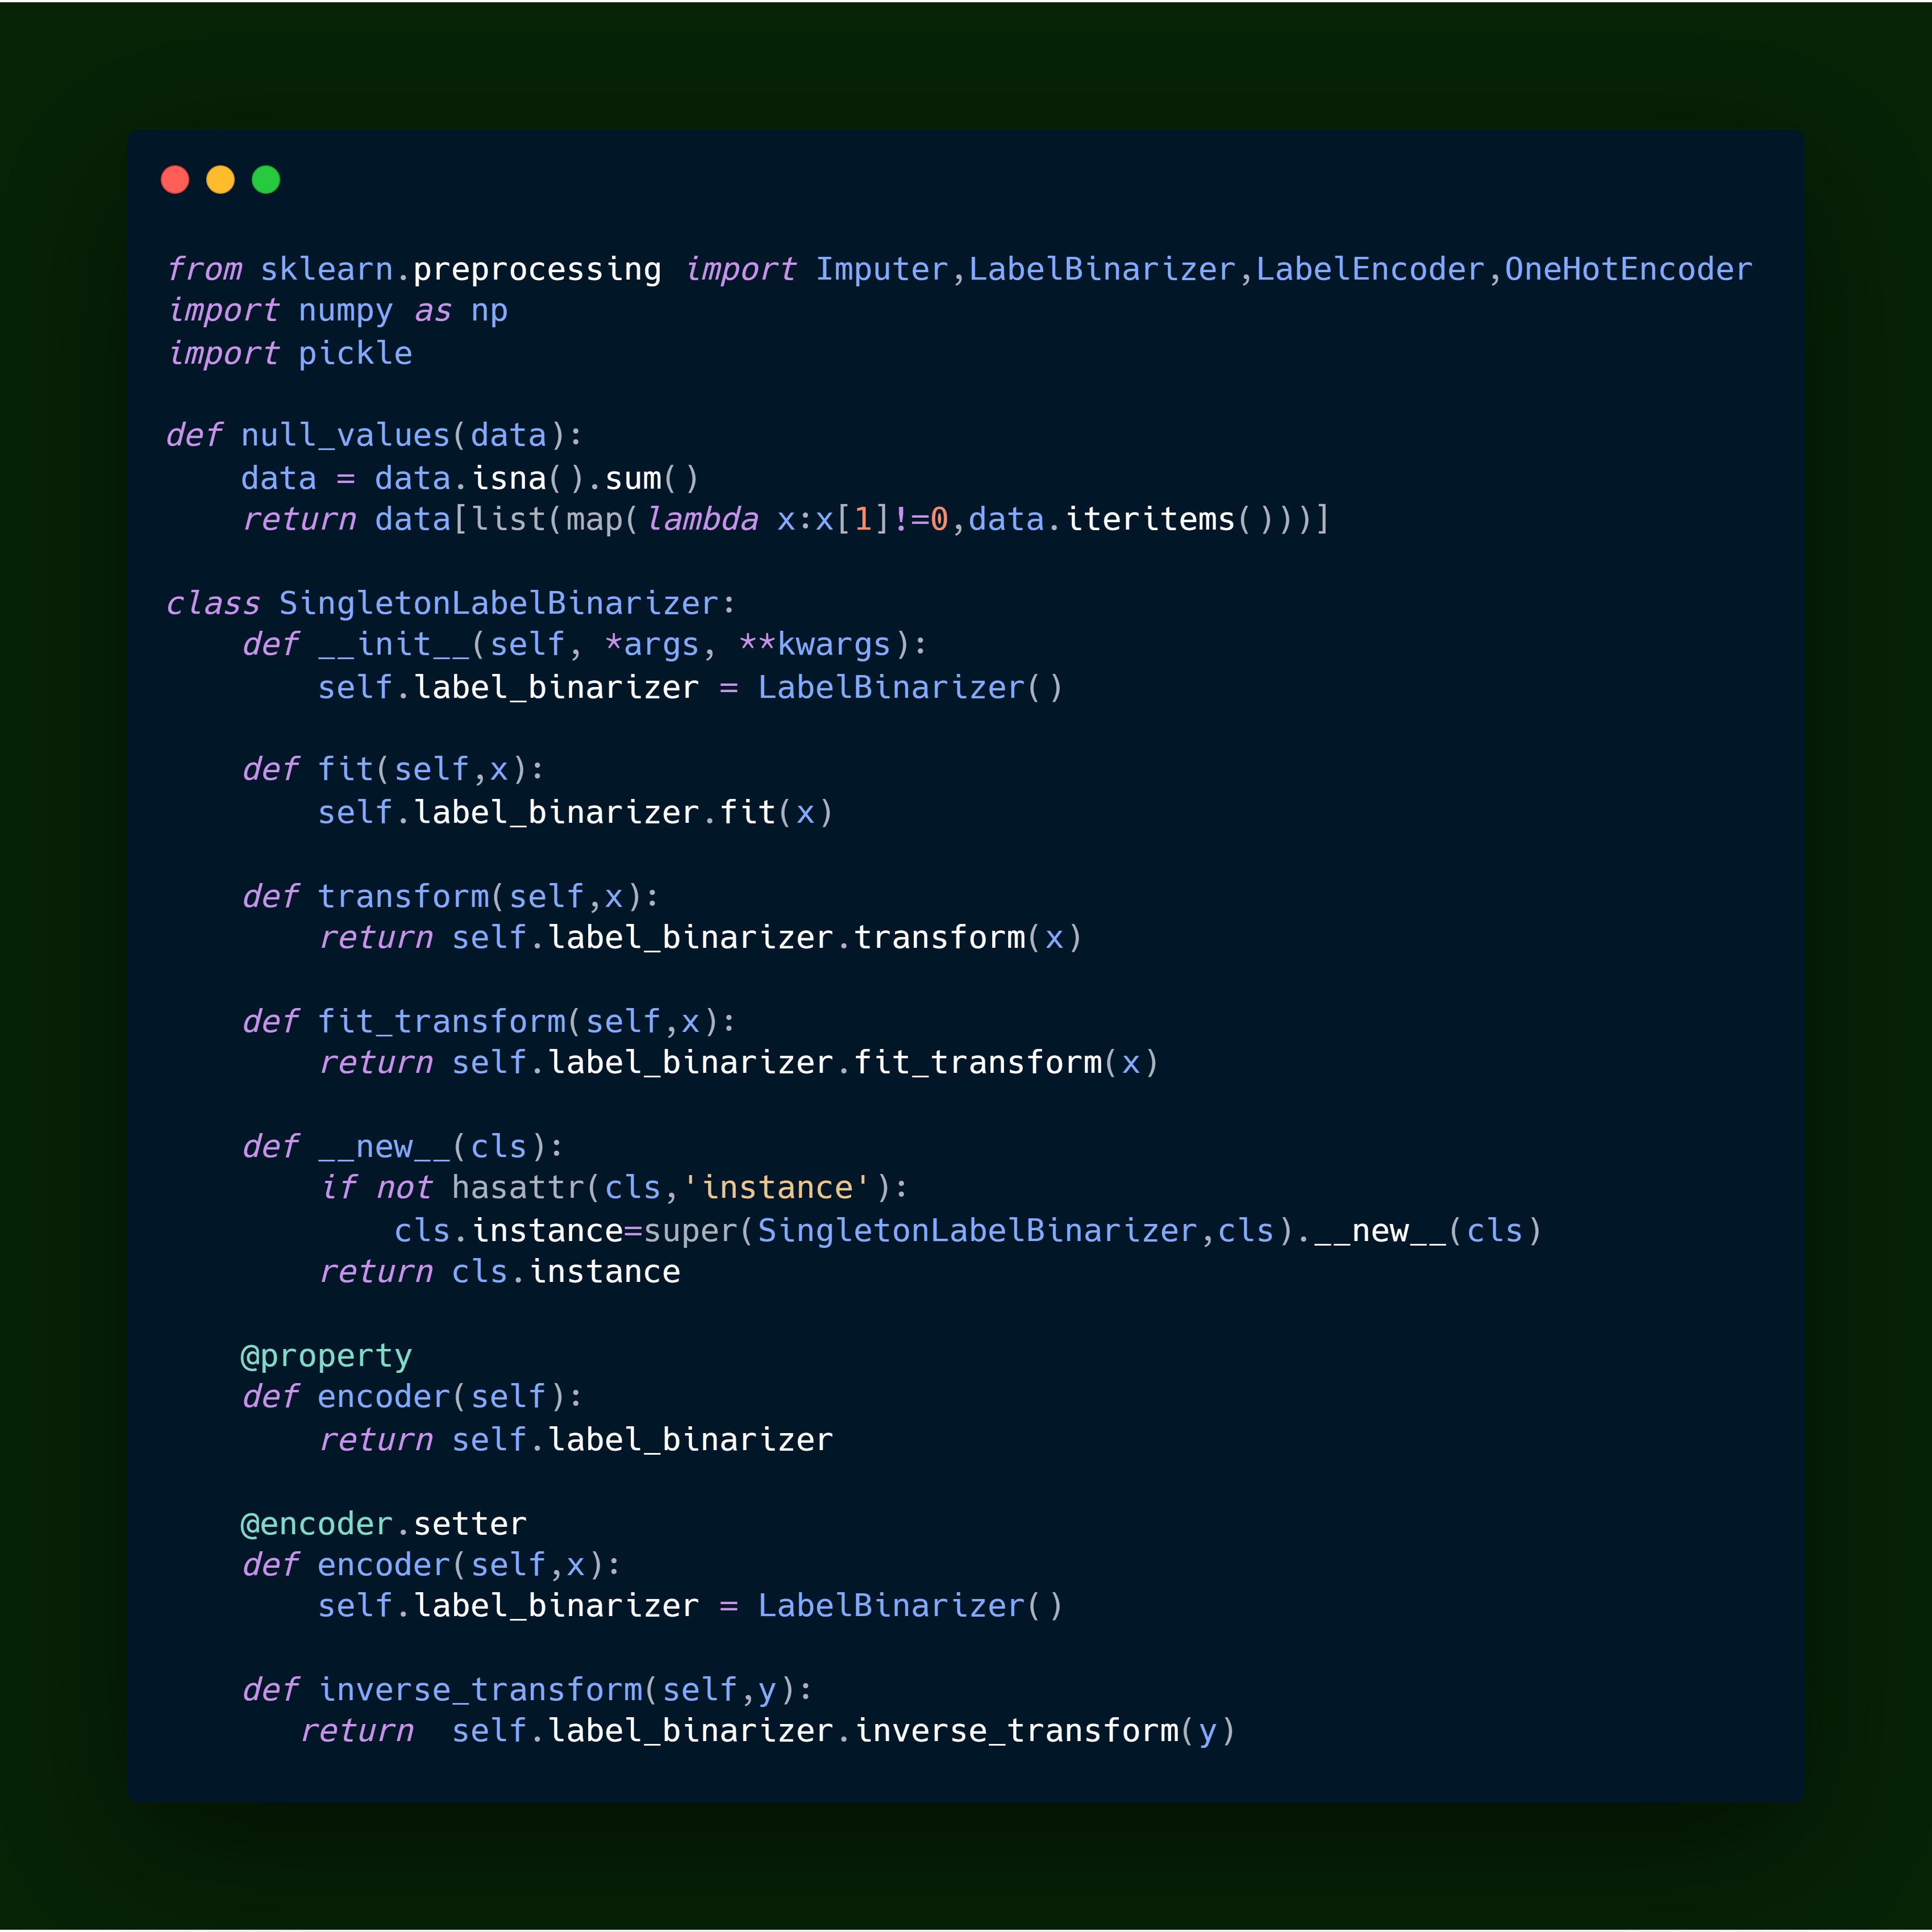 from sklearn.preprocessing import Imputer,LabelBinarizer,LabelEncoder,OneHotEncoder
import numpy as np
import pickle

def null_values(data):
    data = data.isna().sum()
    return data[list(map(lambda x:x[1]!=0,data.iteritems()))]

class SingletonLabelBinarizer:
    def __init__(self, *args, **kwargs):
        self.label_binarizer = LabelBinarizer()

    def fit(self,x):
        self.label_binarizer.fit(x)

    def transform(self,x):
        return self.label_binarizer.transform(x)

    def fit_transform(self,x):
        return self.label_binarizer.fit_transform(x)

    def __new__(cls):
        if not hasattr(cls,'instance'):
            cls.instance=super(SingletonLabelBinarizer,cls).__new__(cls)
        return cls.instance

    @property
    def encoder(self):
        return self.label_binarizer

    @encoder.setter
    def encoder(self,x):
        self.label_binarizer = LabelBinarizer()

    def inverse_transform(self,y):
       return  self.label_binarizer.inverse_transform(y)